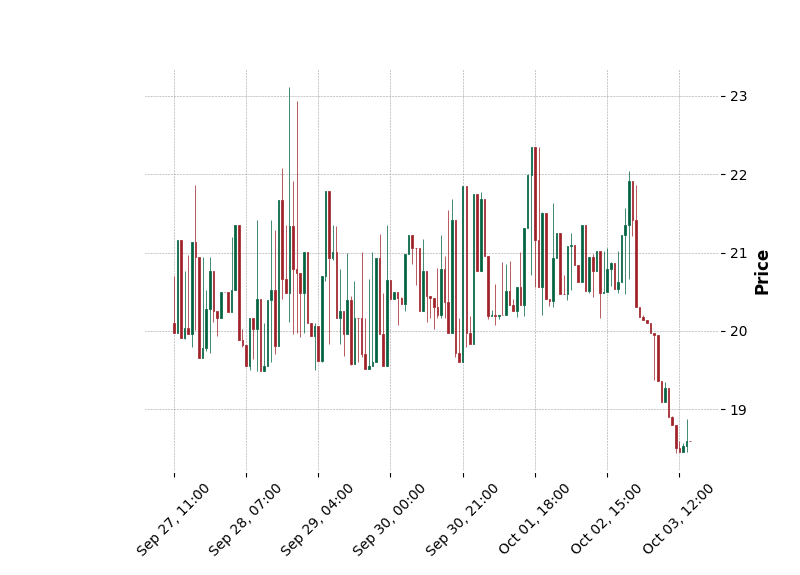 23
22
21
20
19
Price
Sep 27, 11:00
Sep 28, 07:00
Sep 29, 04:00
Sep 30, 00:00
Sep 30, 21:00
Oct 01, 18:00
Oct 02, 15:00
Oct 03, 12:00